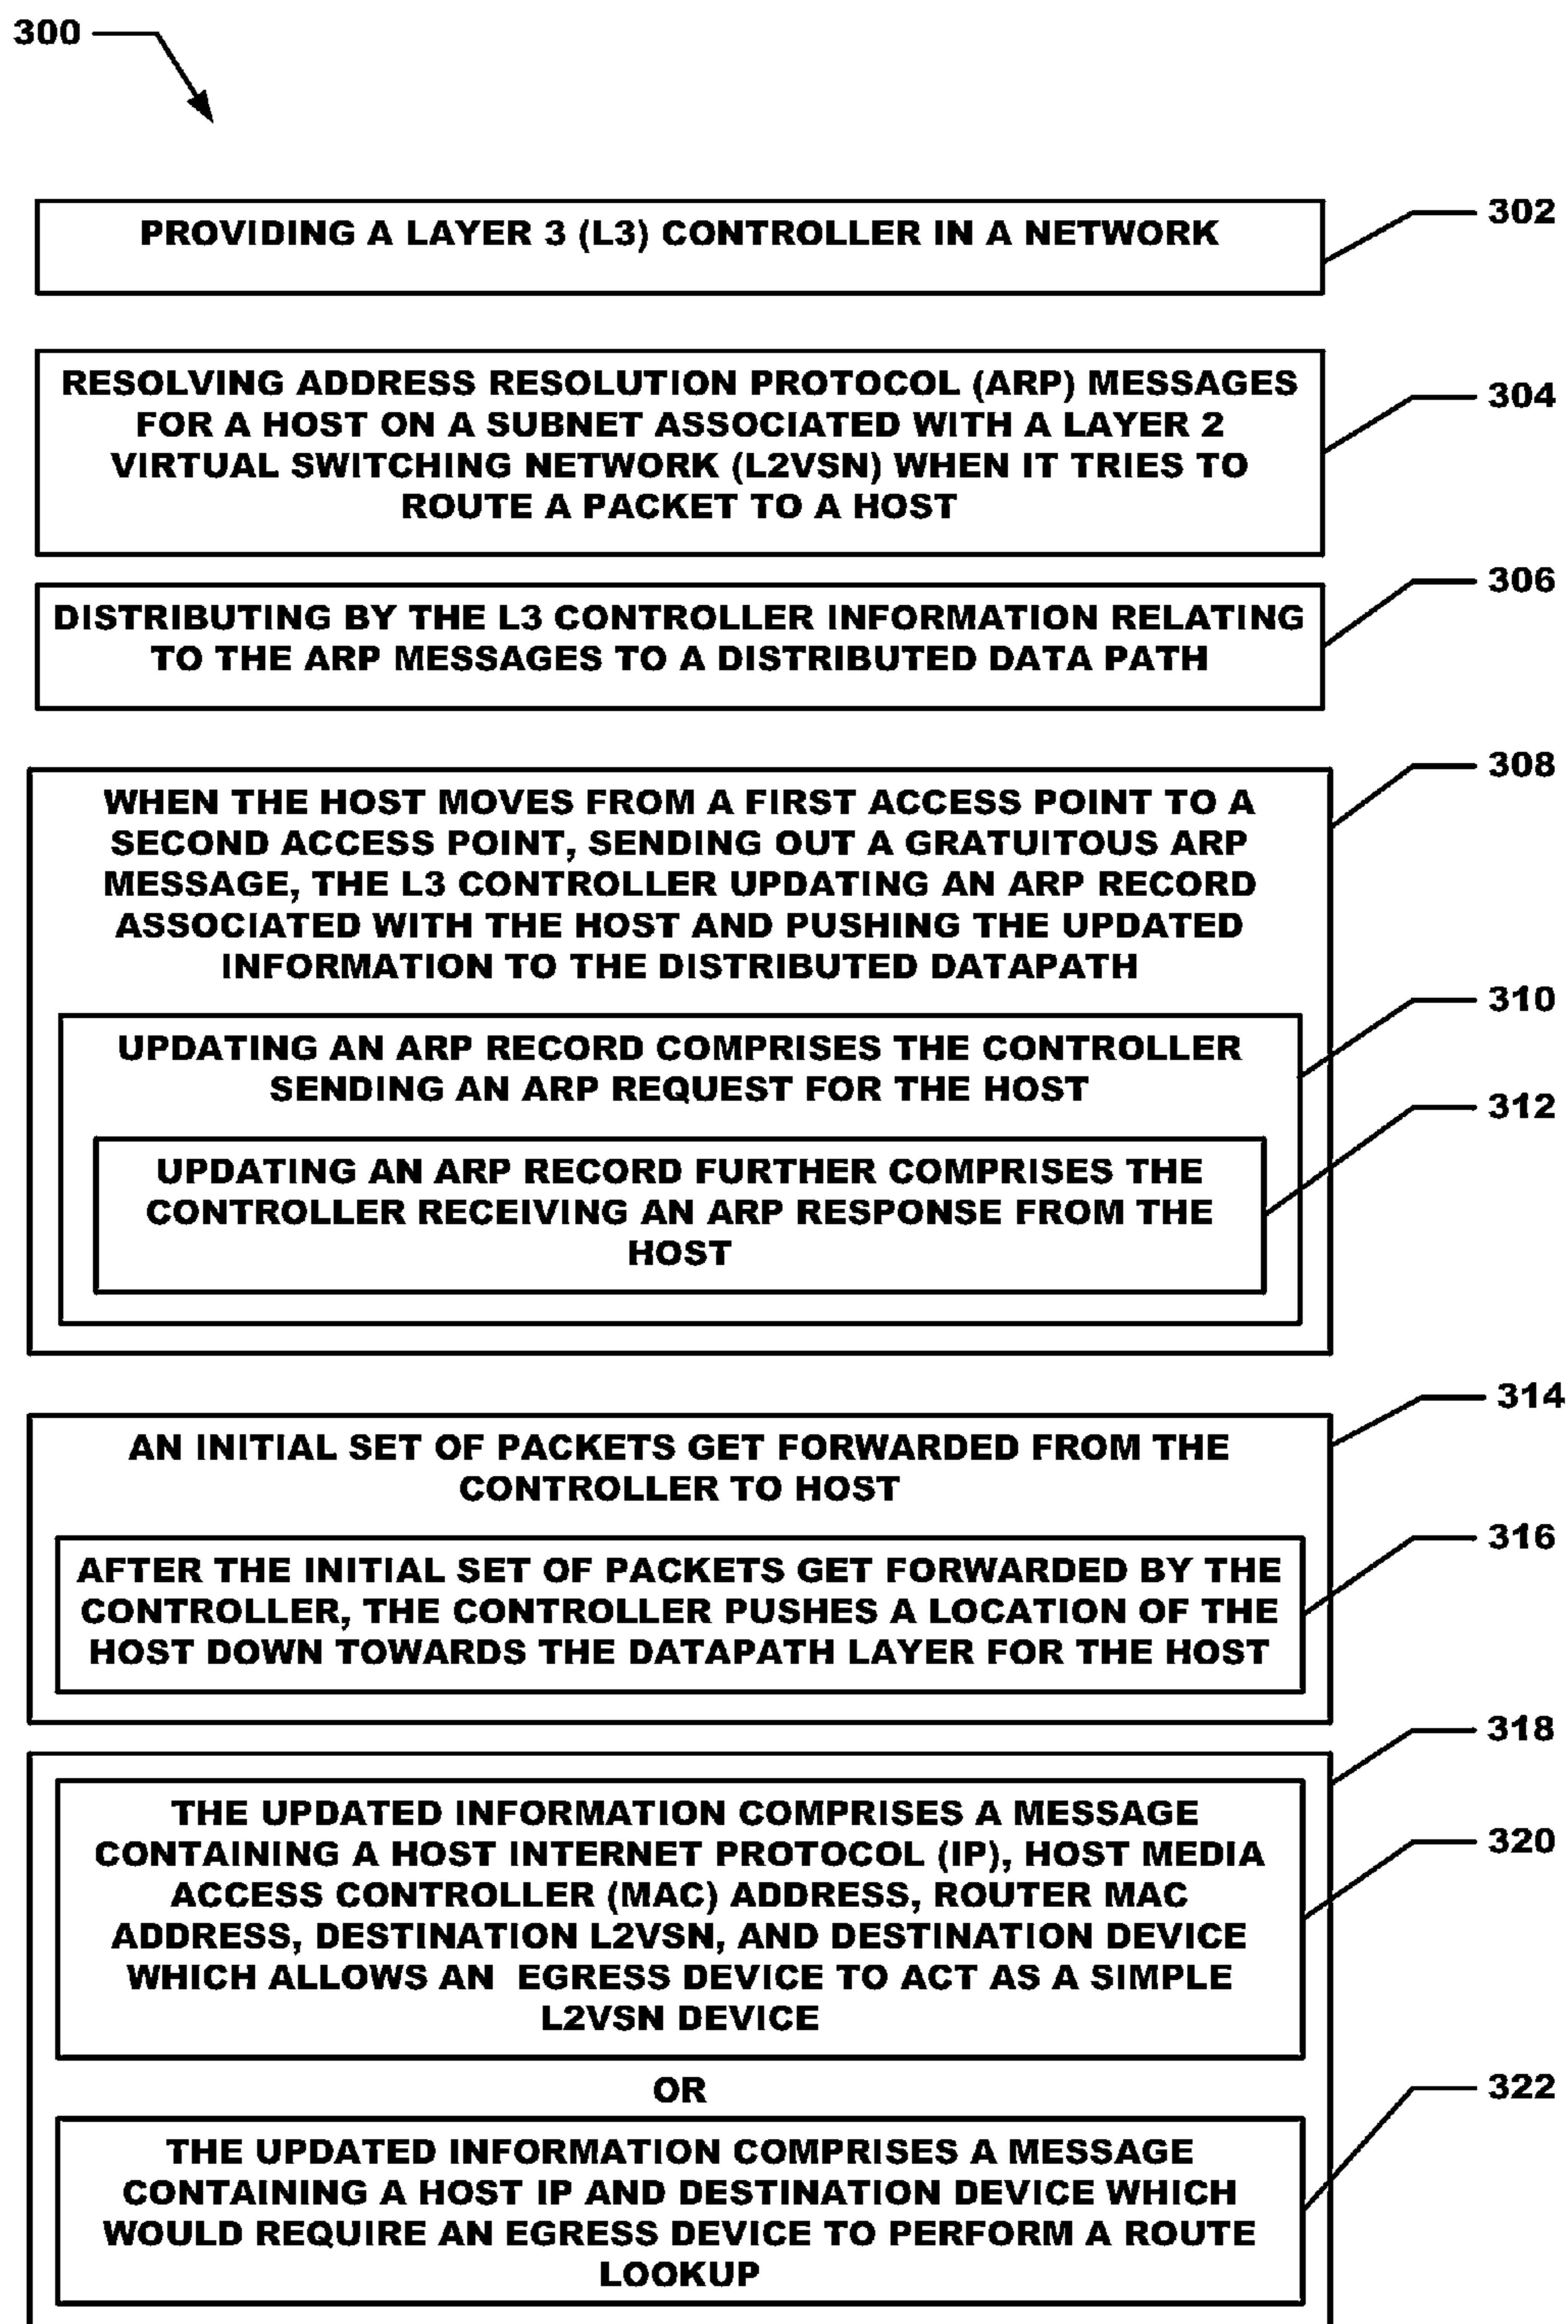 300
PROVIDING A LAYER 3 (L3) CONTROLLER IN A NETWORK
302
RESOLVING ADDRESS RESOLUTION PROTOCOL (ARP) MESSAGES
FOR A HOST ON A SUBNET ASSOCIATED WITH A LAYER 2
VIRTUAL SWITCHING NETWORK (L2VSN) WHEN IT TRIES TO
ROUTE A PACKET TO A HOST
304
DISTRIBUTING BY THE L3 CONTROLLER INFORMATION RELATING
TO THE ARP MESSAGES TO A DISTRIBUTED DATA PATH
306
WHEN THE HOST MOVES FROM A FIRST ACCESS POINT TO A
SECOND ACCESS POINT, SENDING OUT A GRATUITOUS ARP
MESSAGE, THE L3 CONTROLLER UPDATING AN ARP RECORD
ASSOCIATED WITH THE HOST AND PUSHING THE UPDATED
INFORMATION TO THE DISTRIBUTED DATAPATH
308
UPDATING AN ARP RECORD COMPRISES THE CONTROLLER
SENDING AN ARP REQUEST FOR THE HOST
310
UPDATING AN ARP RECORD FURTHER COMPRISES THE
CONTROLLER RECEIVING AN ARP RESPONSE FROM THE
HOST
312
AN INITIAL SET OF PACKETS GET FORWARDED FROM THE
CONTROLLER TO HOST
314
AFTER THE INITIAL SET OF PACKETS GET FORWARDED BY THE
CONTROLLER, THE CONTROLLER PUSHES A LOCATION OF THE
HOST DOWN TOWARDS THE DATAPATH LAYER FOR THE HOST
316
318
THE UPDATED INFORMATION COMPRISES A MESSAGE
CONTAINING A HOST INTERNET PROTOCOL (IP), HOST MEDIA
ACCESS CONTROLLER (MAC) ADDRESS, ROUTER MAC
ADDRESS, DESTINATION L2VSN, AND DESTINATION DEVICE
WHICH ALLOWS AN EGRESS DEVICE TO ACT AS A SIMPLE
L2VSN DEVICE
320
OR
THE UPDATED INFORMATION COMPRISES A MESSAGE
CONTAINING A HOST IP AND DESTINATION DEVICE WHICH
WOULD REQUIRE AN EGRESS DEVICE TO PERFORM A ROUTE
LOOKUP
322